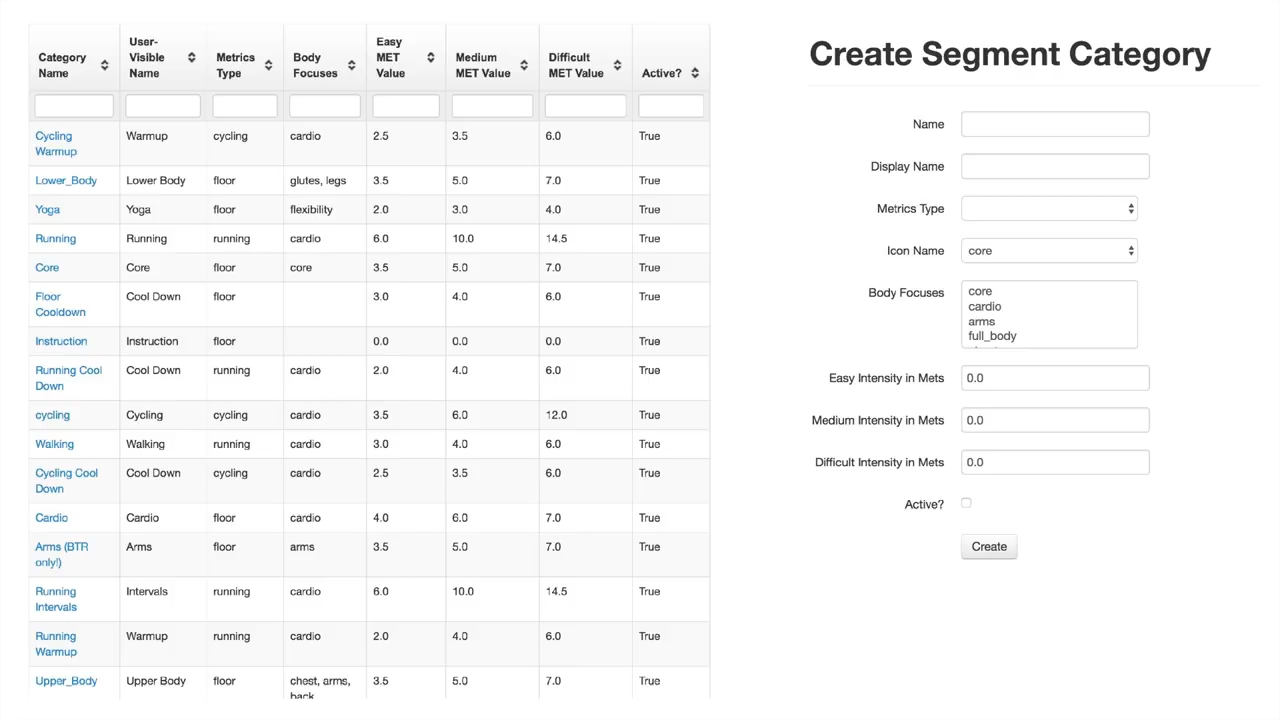 Category Name
User-Visible Name
Metrics Type
Body Focuses
Easy MET Value
Medium MET Value
Difficult MET Value
Active?
Cycling Warmup Warmup cycling cardio 2.5 3.5 6.0 True
Lower_Body Lower Body floor glutes, legs 3.5 5.0 7.0 True
Yoga Yoga floor flexibility 2.0 3.0 4.0 True
Running Running running cardio 6.0 10.0 14.5 True
Core Core floor core 3.5 5.0 7.0 True
Floor Cooldown Cool Down floor 3.0 4.0 6.0 True
Instruction Instruction floor 0.0 0.0 0.0 True
Running Cool Down Cool Down running cardio 2.0 4.0 6.0 True
cycling Cycling cycling cardio 3.5 6.0 12.0 True
Walking Walking running cardio 3.0 4.0 6.0 True
Cycling Cool Down Cool Down cycling cardio 2.5 3.5 6.0 True
Cardio Cardio floor cardio 4.0 6.0 7.0 True
Arms (BTR only!) Arms floor arms 3.5 5.0 7.0 True
Running Intervals Intervals running cardio 6.0 10.0 14.5 True
Running Warmup Warmup running cardio 2.0 4.0 6.0 True
Upper_Body Upper Body floor chest, arms, back 3.5 5.0 7.0 True
Create Segment Category
Name
Display Name
Metrics Type
Icon Name core
Body Focuses
core
cardio
arms
full_body
Easy Intensity in Mets 0.0
Medium Intensity in Mets 0.0
Difficult Intensity in Mets 0.0
Active?
Create